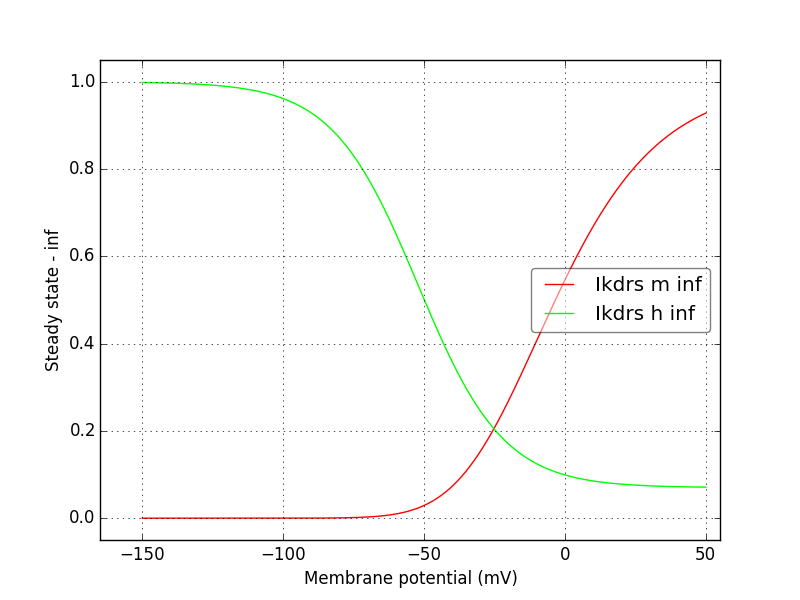 1.0
0.8
0.6
0.4
0.2
0.0
Steady state - inf
Ikdrs m inf
Ikdrs h inf
−150 −100 −50 0 50
Membrane potential (mV)